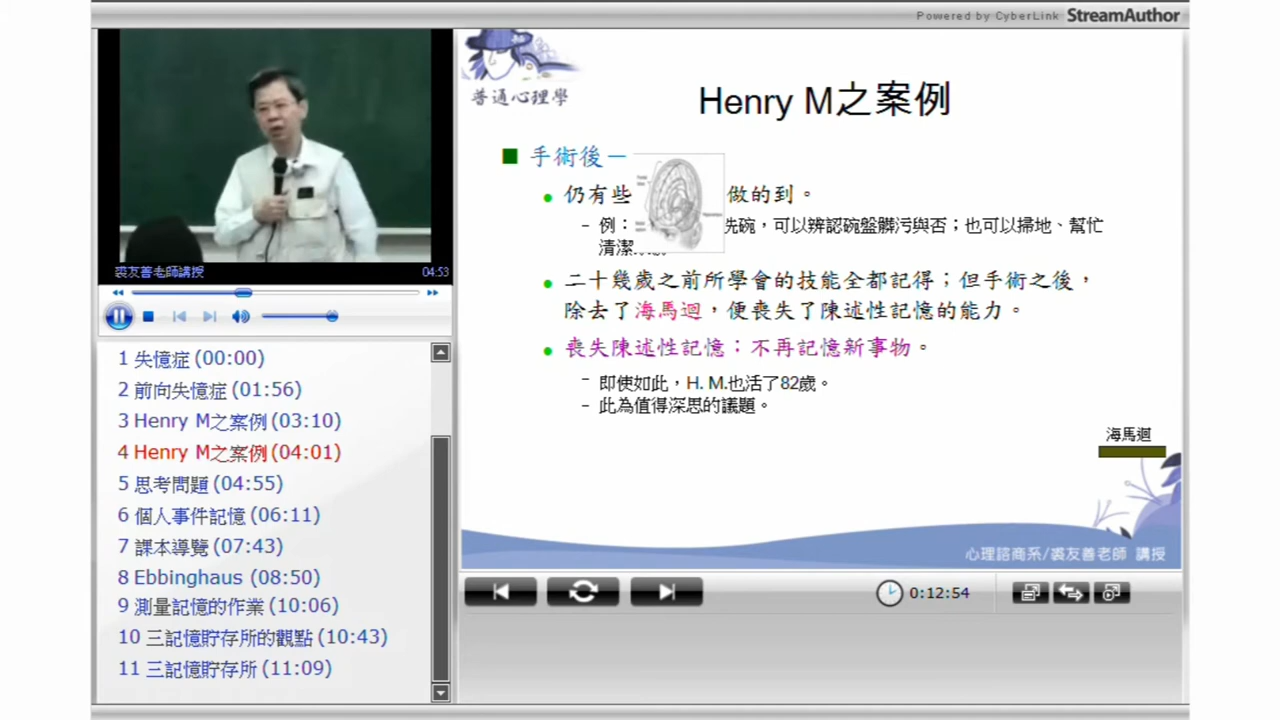 Powered by CyberLink StreamAuthor
普通心理學
Henry M之案例
手術後－
仍有些 做的到。
例： 洗碗，可以辨認碗盤髒污與否；也可以掃地、幫忙
清潔
二十幾歲之前所學會的技能全都記得；但手術之後，
除去了海馬迴，便喪失了陳述性記憶的能力。
喪失陳述性記憶：不再記憶新事物。
即使如此，H. M.也活了82歲。
此為值得深思的議題。
海馬迴
心理諮商系/裘友善老師 講授
裘友善老師講授 04:53
1 失憶症 (00:00)
2 前向失憶症 (01:56)
3 Henry M之案例 (03:10)
4 Henry M之案例 (04:01)
5 思考問題 (04:55)
6 個人事件記憶 (06:11)
7 課本導覽 (07:43)
8 Ebbinghaus (08:50)
9 測量記憶的作業 (10:06)
10 三記憶貯存所的觀點 (10:43)
11 三記憶貯存所 (11:09)
0:12:54